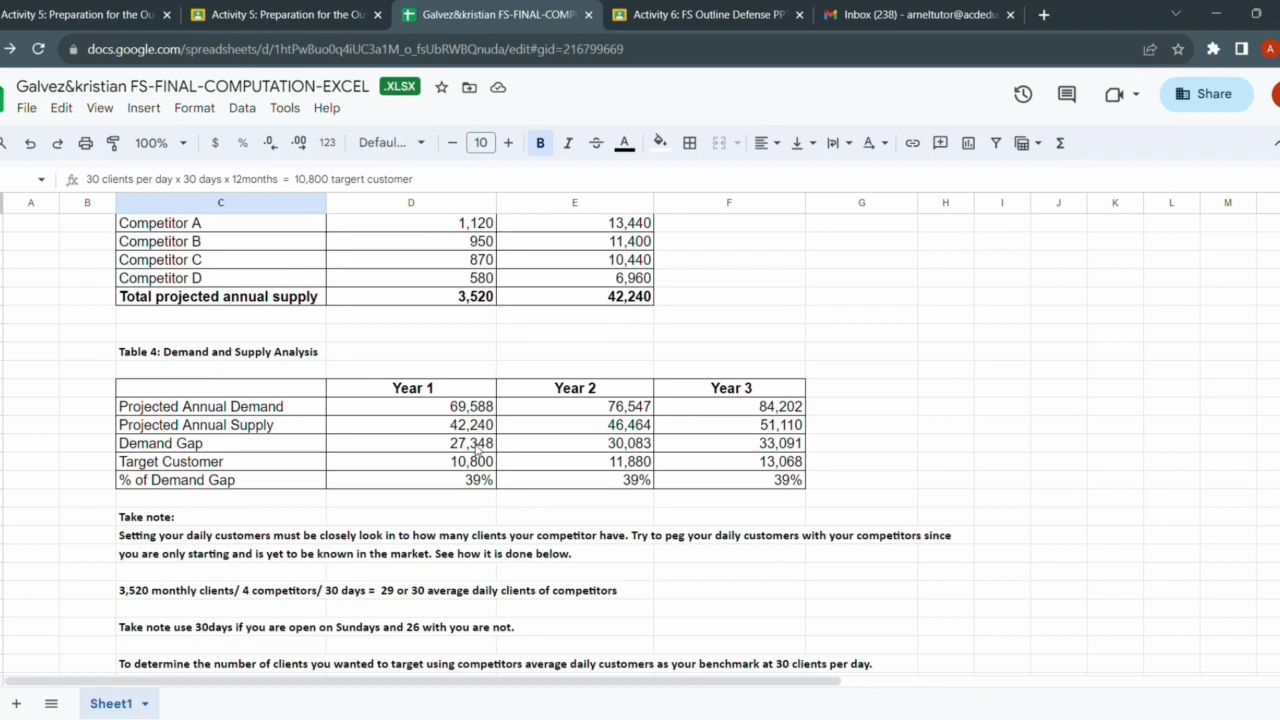 Activity 5: Preparation for the Ou
Activity 5: Preparation for the Ou
Galvez&kristian FS-FINAL-COMP
Activity 6: FS Outline Defense PP
Inbox (238) - arneltutor@acdedu
docs.google.com/spreadsheets/d/1htPwBuo0q4iUC3a1M_o_fsUbRWBQnuda/edit#gid=216799669
Galvez&kristian FS-FINAL-COMPUTATION-EXCEL .XLSX
File Edit View Insert Format Data Tools Help
Share
100% $ % .0 .00 123 Defaul... 10 B I S A
fx 30 clients per day x 30 days x 12months = 10,800 targert customer
A B C D E F G H I J K L M
Competitor A 1,120 13,440
Competitor B 950 11,400
Competitor C 870 10,440
Competitor D 580 6,960
Total projected annual supply 3,520 42,240
Table 4: Demand and Supply Analysis
Year 1 Year 2 Year 3
Projected Annual Demand 69,588 76,547 84,202
Projected Annual Supply 42,240 46,464 51,110
Demand Gap 27,348 30,083 33,091
Target Customer 10,800 11,880 13,068
% of Demand Gap 39% 39% 39%
Take note:
Setting your daily customers must be closely look in to how many clients your competitor have. Try to peg your daily customers with your competitors since
you are only starting and is yet to be known in the market. See how it is done below.
3,520 monthly clients/ 4 competitors/ 30 days = 29 or 30 average daily clients of competitors
Take note use 30days if you are open on Sundays and 26 with you are not.
To determine the number of clients you wanted to target using competitors average daily customers as your benchmark at 30 clients per day.
Sheet1